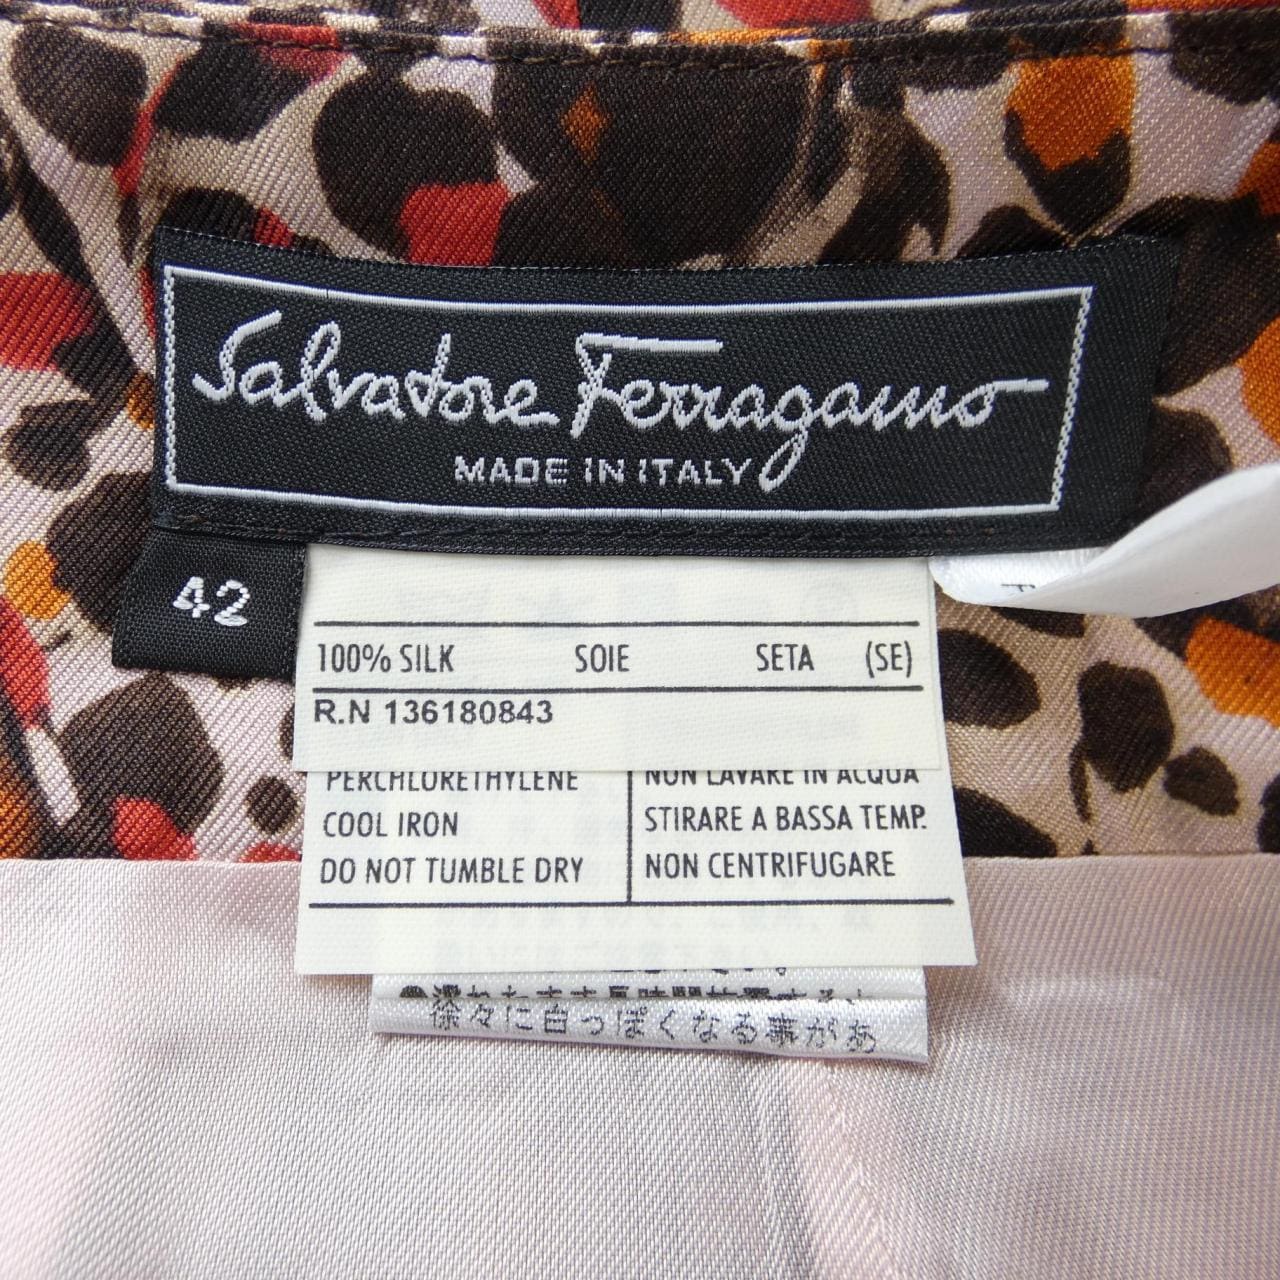 Salvatore Ferragamo
MADE IN ITALY
42
F
100% SILK SOIE SETA (SE)
R.N 136180843
PERCHLORETHYLENE NON LAVARE IN ACQUA
COOL IRON STIRARE A BASSA TEMP.
DO NOT TUMBLE DRY NON CENTRIFUGARE
徐々に白っぽくなる事があ